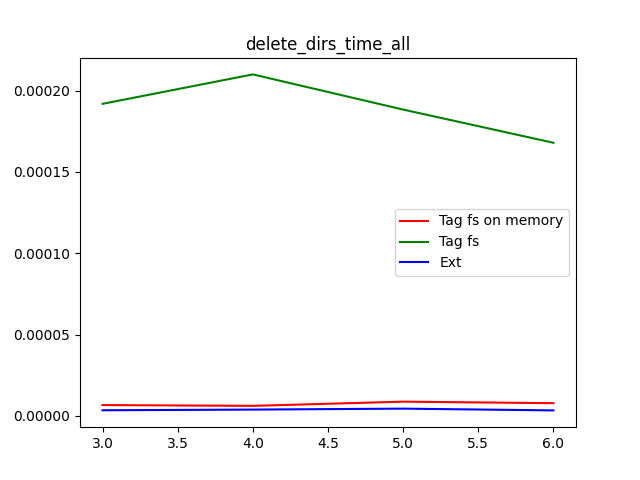 delete_dirs_time_all
0.00020
0.00015
0.00010
0.00005
0.00000
Tag fs on memory
Tag fs
Ext
3.0 3.5 4.0 4.5 5.0 5.5 6.0